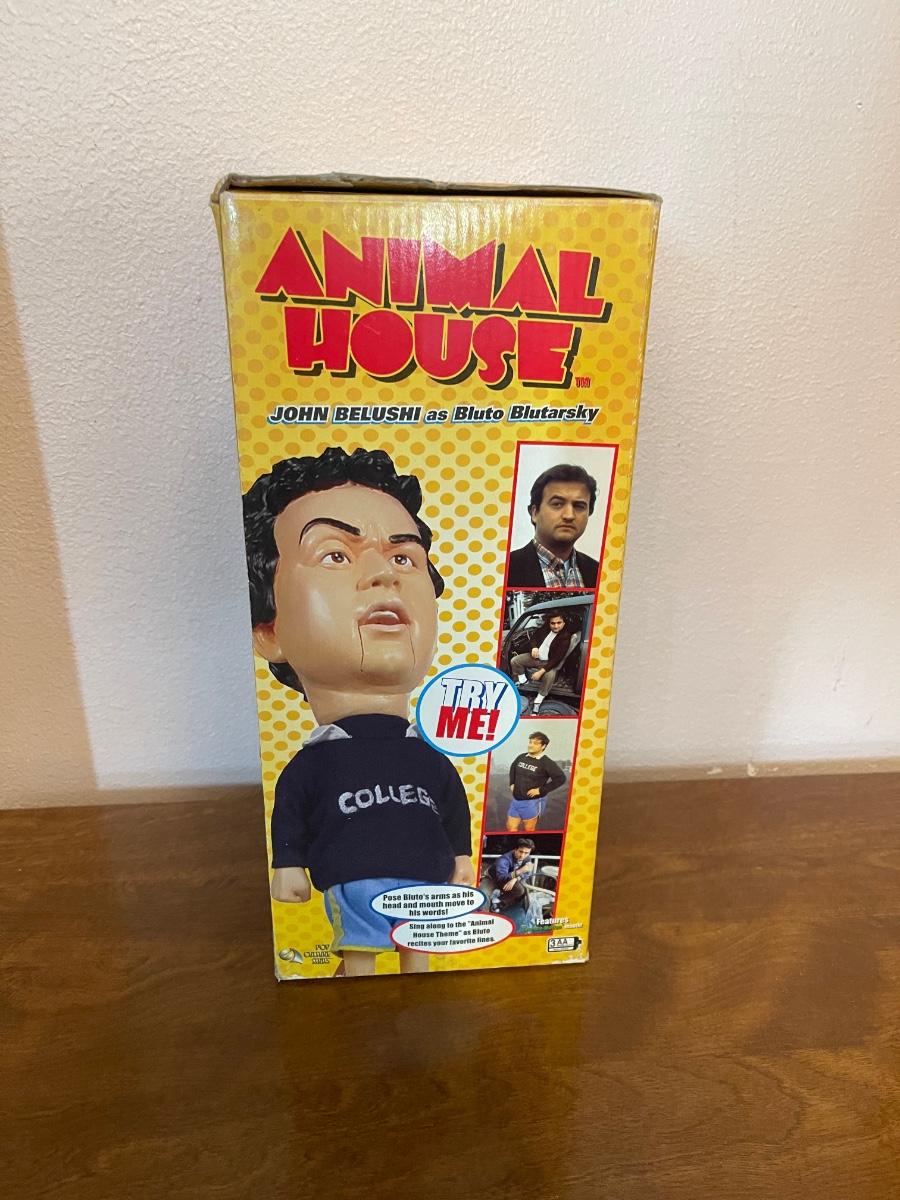 ANIMAL
HOUSE
TM
JOHN BELUSHI as Bluto Blutarsky
TRY
ME!
COLLEGE
COLLEGE
Pose Bluto's arms as his
head and mouth move to
his words!
Sing along to the "Animal
House Theme" as Bluto
recites your favorite lines.
Features
POP
CULTURE
3 AA